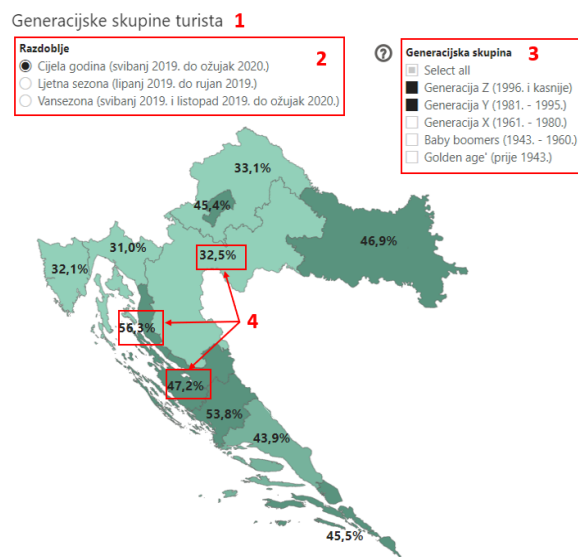 Generacijske skupine turista 1
Razdoblje
2
Cijela godina (svibanj 2019. do ožujak 2020.)
Ljetna sezona (lipanj 2019. do rujan 2019.)
Vansezona (svibanj 2019. i listopad 2019. do ožujak 2020.)
?
Generacijska skupina 3
Select all
Generacija Z (1996. i kasnije)
Generacija Y (1981. - 1995.)
Generacija X (1961. - 1980.)
Baby boomers (1943. - 1960.)
Golden age' (prije 1943.)
33,1%
45,4%
46,9%
31,0%
32,5%
32,1%
56,3%
4
47,2%
53,8%
43,9%
45,5%